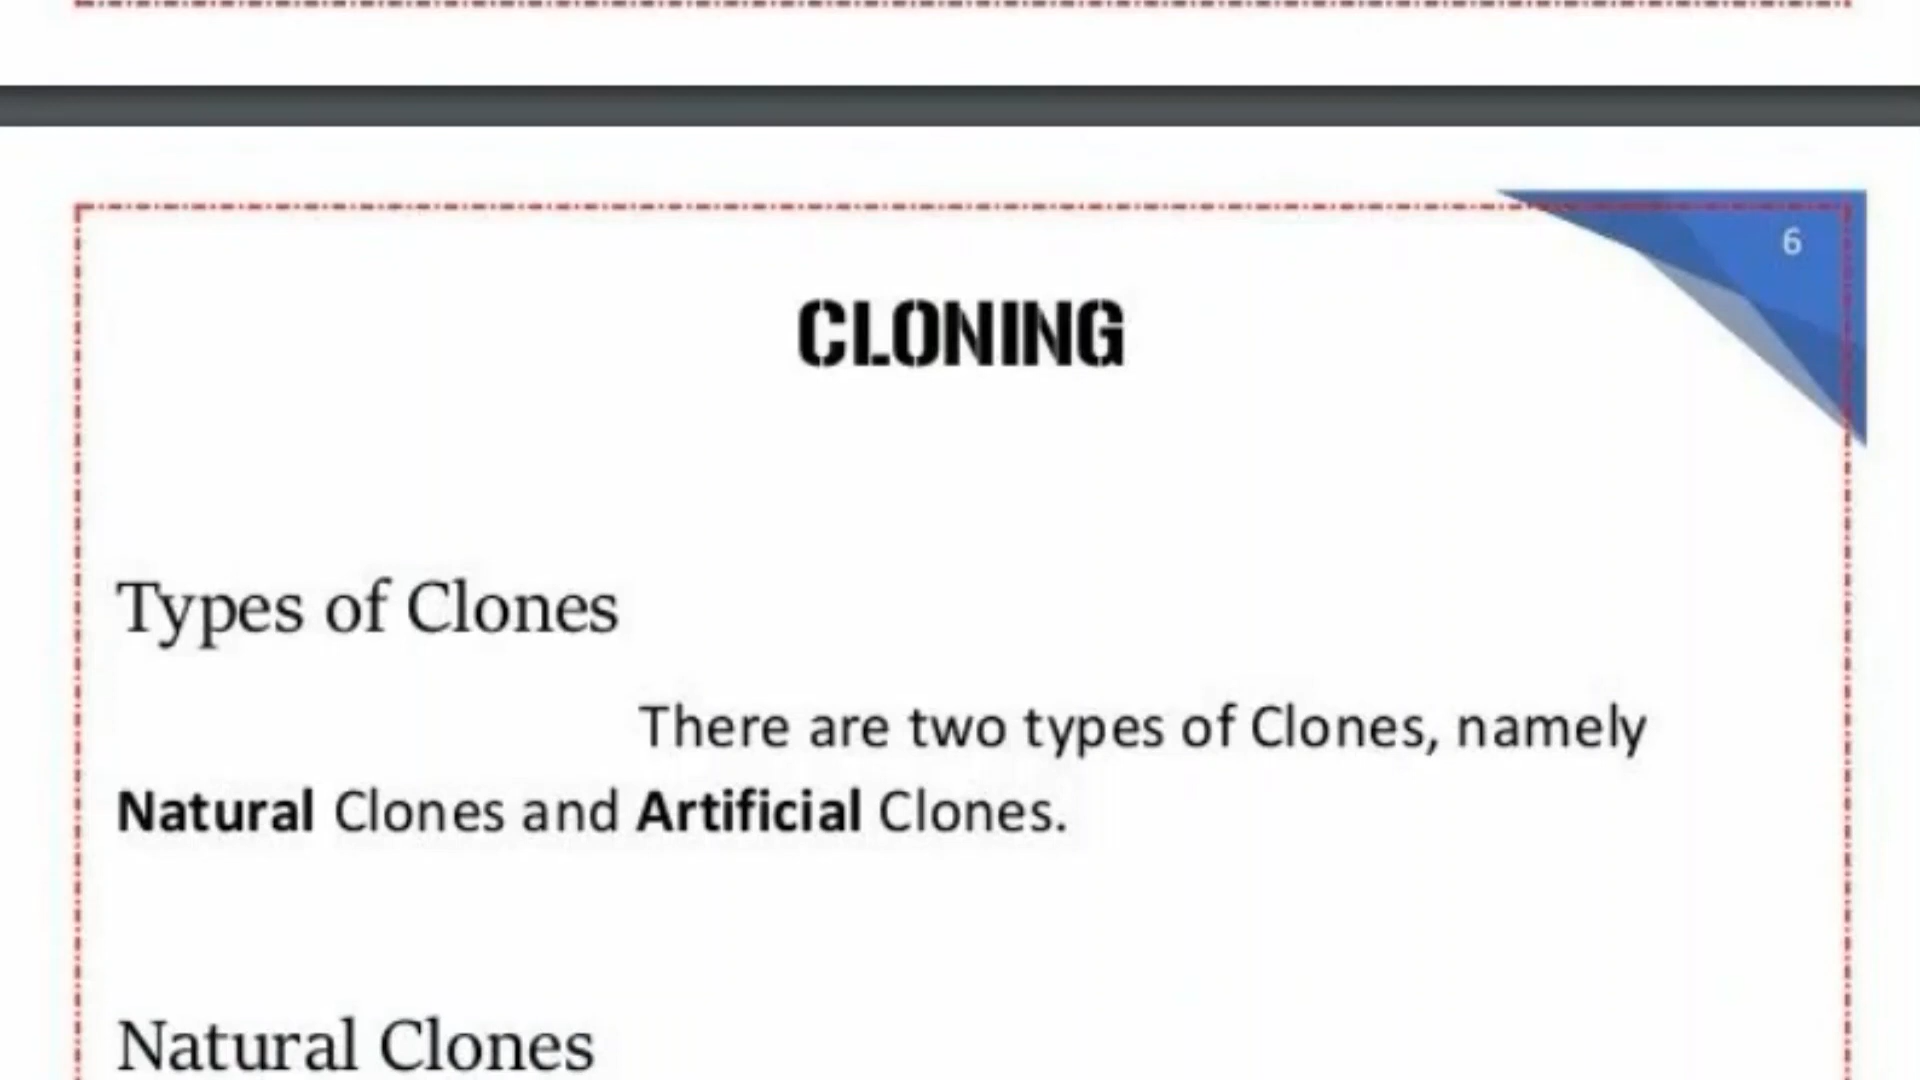 6
CLONING
Types of Clones
There are two types of Clones, namely
Natural Clones and Artificial Clones.
Natural Clones